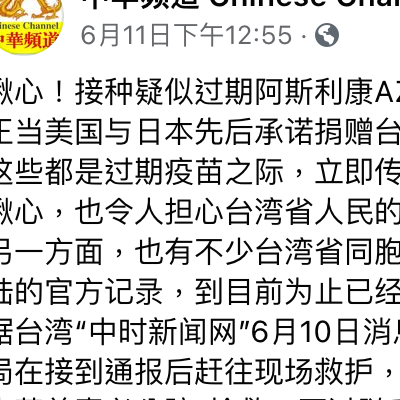 中華頻道 Chinese Chan
inese Channel
中華頻道
6月11日下午12:55 ·
揪心！接种疑似过期阿斯利康AZ
正当美国与日本先后承诺捐赠台
这些都是过期疫苗之际，立即传
揪心，也令人担心台湾省人民的
另一方面，也有不少台湾省同胞
陆的官方记录，到目前为止已经
据台湾“中时新闻网”6月10日消息
局在接到通报后赶往现场救护，